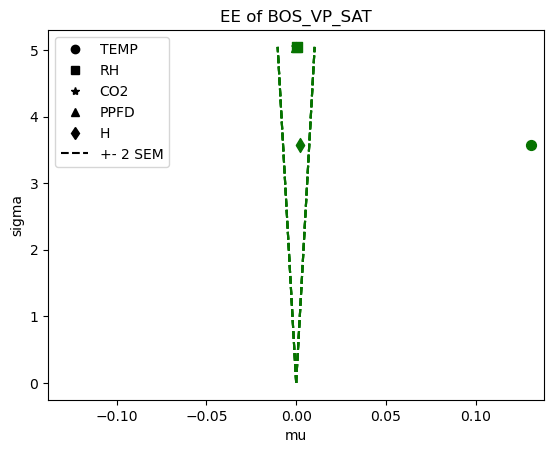 EE of BOS_VP_SAT
TEMP
RH
CO2
PPFD
H
+- 2 SEM
sigma
5
4
3
2
1
0
−0.10
−0.05
0.00
0.05
0.10
mu